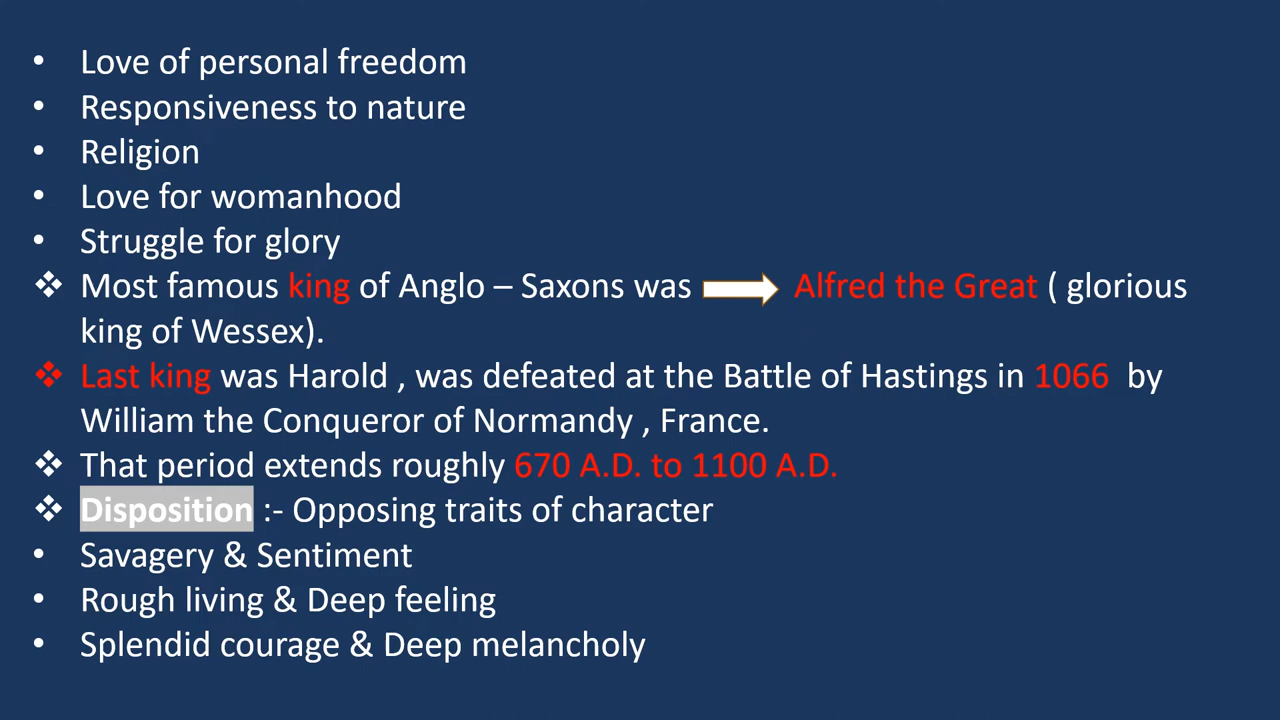 • Love of personal freedom
• Responsiveness to nature
• Religion
• Love for womanhood
• Struggle for glory
❖ Most famous king of Anglo – Saxons was Alfred the Great ( glorious
king of Wessex).
❖ Last king was Harold , was defeated at the Battle of Hastings in 1066 by
William the Conqueror of Normandy , France.
❖ That period extends roughly 670 A.D. to 1100 A.D.
❖ Disposition :- Opposing traits of character
• Savagery & Sentiment
• Rough living & Deep feeling
• Splendid courage & Deep melancholy